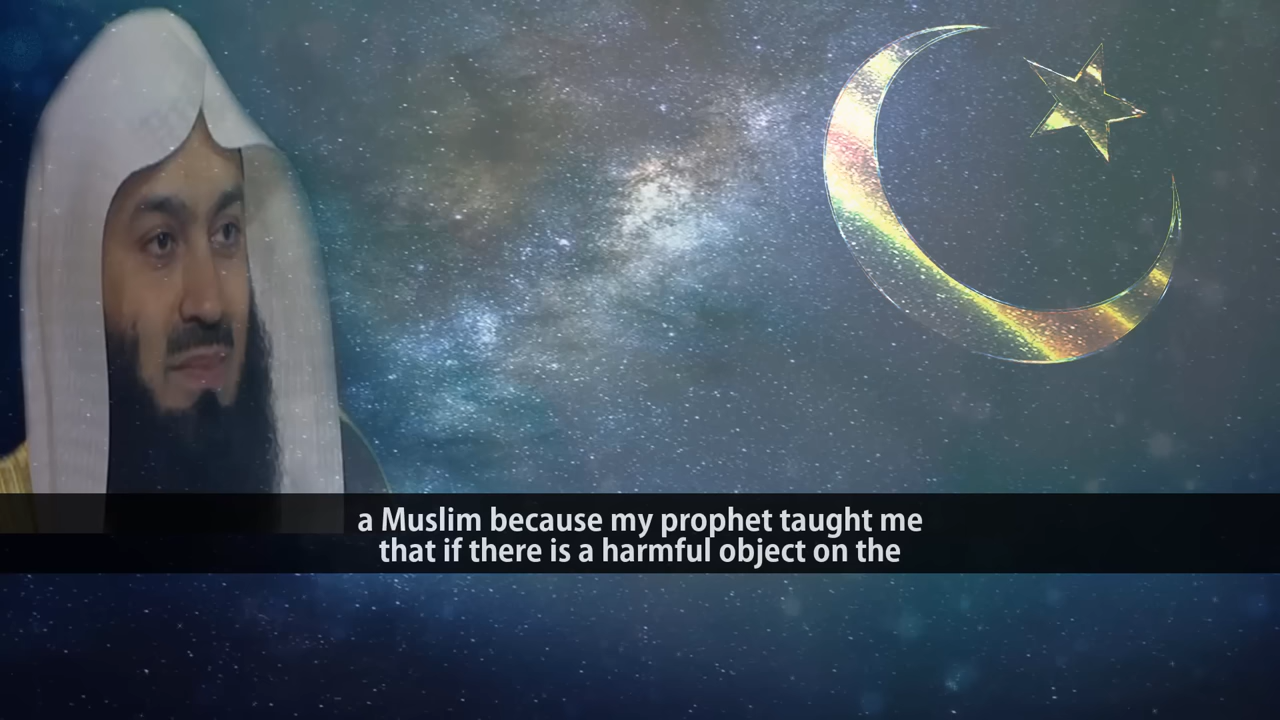 a Muslim because my prophet taught me
that if there is a harmful object on the